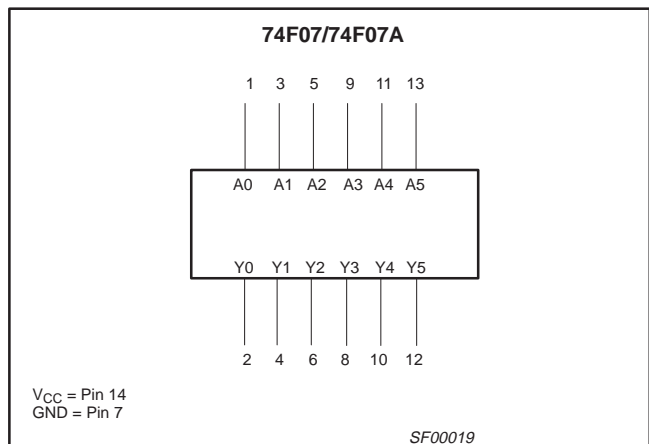 74F07/74F07A
1 3 5 9 11 13
A0 A1 A2 A3 A4 A5
Y0 Y1 Y2 Y3 Y4 Y5
2 4 6 8 10 12
VCC = Pin 14
GND = Pin 7
SF00019